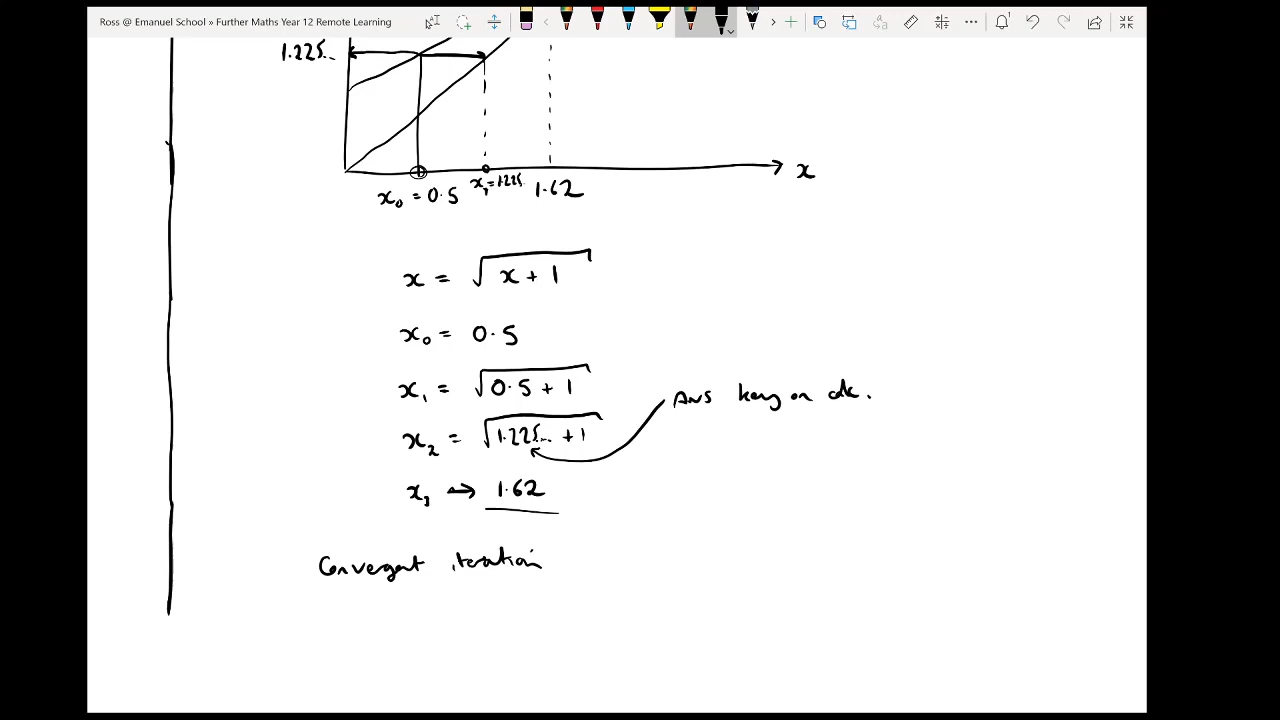 Ross @ Emanuel School » Further Maths Year 12 Remote Learning
1.225...
x
x₀ = 0.5
x₁ = 1.225..
1.62
x = √(x + 1)
x₀ = 0.5
x₁ = √(0.5 + 1)
Ans key on calc.
x₂ = √(1.225... + 1)
x₃ → 1.62
Convergent iteration